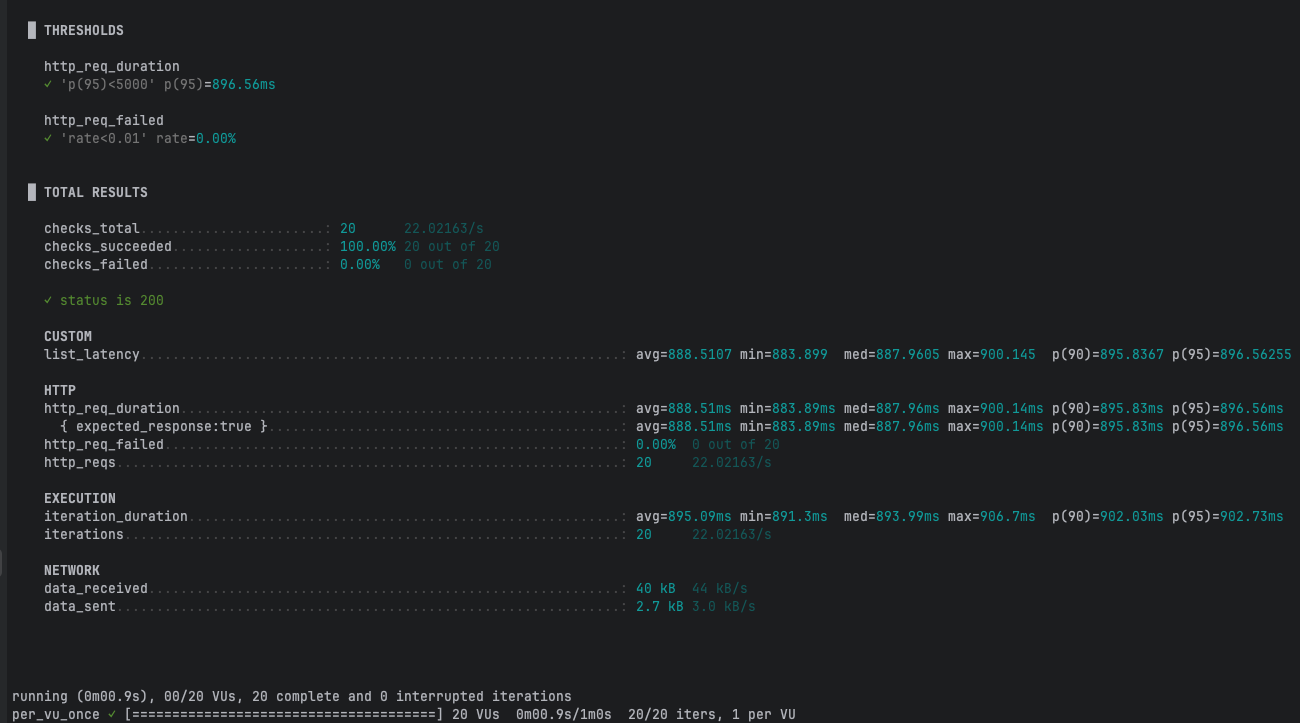 THRESHOLDS
http_req_duration
✓ 'p(95)<5000' p(95)=896.56ms
http_req_failed
✓ 'rate<0.01' rate=0.00%
TOTAL RESULTS
checks_total.......................: 20      22.02163/s
checks_succeeded...................: 100.00% 20 out of 20
checks_failed......................: 0.00%   0 out of 20
✓ status is 200
CUSTOM
list_latency............................................................: avg=888.5107 min=883.899  med=887.9605 max=900.145  p(90)=895.8367 p(95)=896.56255
HTTP
http_req_duration.......................................................: avg=888.51ms min=883.89ms med=887.96ms max=900.14ms p(90)=895.83ms p(95)=896.56ms
{ expected_response:true }............................................: avg=888.51ms min=883.89ms med=887.96ms max=900.14ms p(90)=895.83ms p(95)=896.56ms
http_req_failed.........................................................: 0.00%  0 out of 20
http_reqs...............................................................: 20     22.02163/s
EXECUTION
iteration_duration......................................................: avg=895.09ms min=891.3ms  med=893.99ms max=906.7ms  p(90)=902.03ms p(95)=902.73ms
iterations..............................................................: 20     22.02163/s
NETWORK
data_received...........................................................: 40 kB  44 kB/s
data_sent...............................................................: 2.7 kB 3.0 kB/s
running (0m00.9s), 00/20 VUs, 20 complete and 0 interrupted iterations
per_vu_once ✓ [======================================] 20 VUs  0m00.9s/1m0s  20/20 iters, 1 per VU